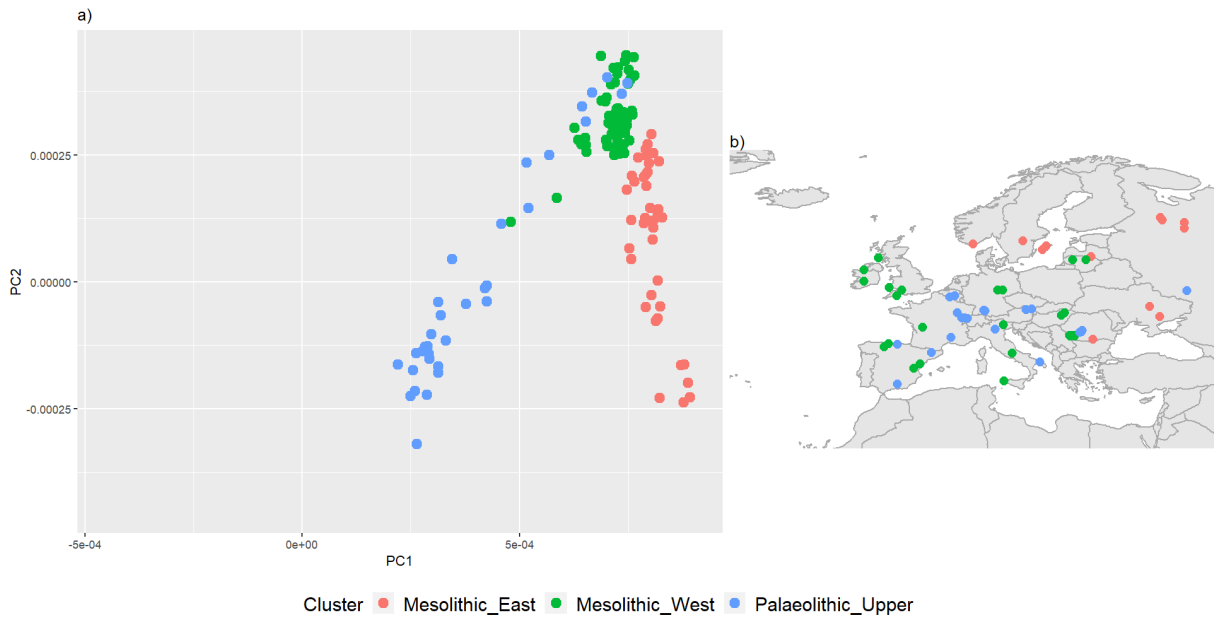 a)
0.00025
0.00000
-0.00025
PC2
-5e-04
0e+00
5e-04
PC1
b)
Cluster Mesolithic_East Mesolithic_West Palaeolithic_Upper